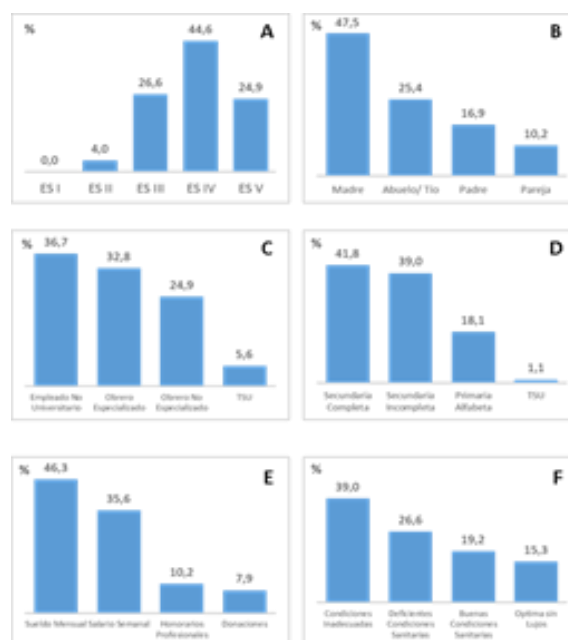 % A
44,6
26,6
24,9
4,0
0,0
ES I ES II ES III ES IV ES V
% B
47,5
25,4
16,9
10,2
Madre Abuelo/ Tío Padre Pareja
% C
36,7
32,8
24,9
5,6
Empleado No Obrero Obrero No TSU
Universitario Especializado Especializado
% D
41,8
39,0
18,1
1,1
Secundaria Secundaria Primaria TSU
Completa Incompleta Alfabeta
% E
46,3
35,6
10,2
7,9
Sueldo Mensual Salario Semanal Honorarios Donaciones
Profesionales
% F
39,0
26,6
19,2
15,3
Condiciones Deficientes Buenas Optima sin
Inadecuadas Condiciones Condiciones Lujos
Sanitarias Sanitarias